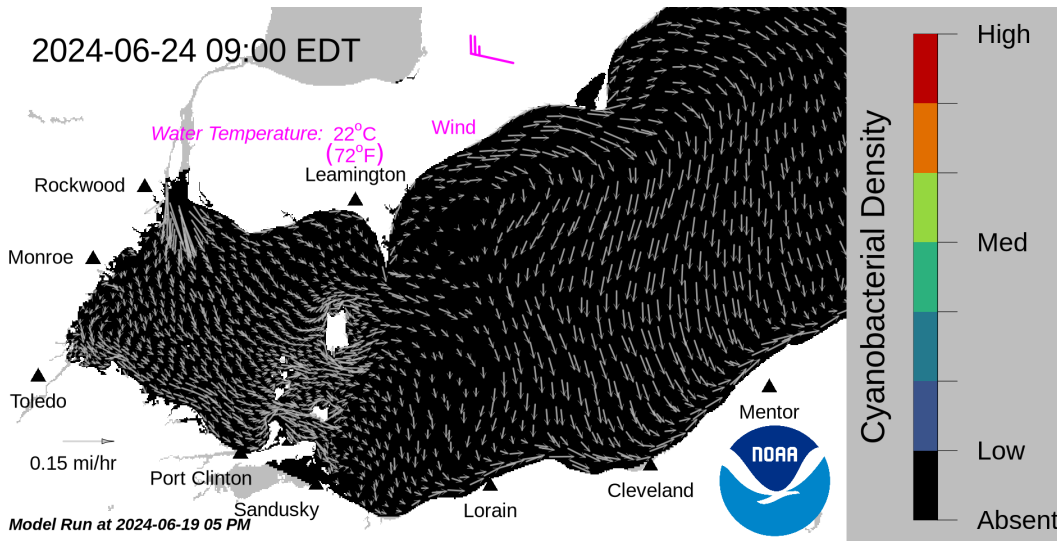 2024-06-24 09:00 EDT
High
Water Temperature: 22°C
(72°F)
Wind
Leamington
Rockwood
Monroe
Cyanobacterial Density
Med
Toledo
Mentor
0.15 mi/hr
NOAA
Low
Port Clinton
Sandusky
Lorain
Cleveland
Model Run at 2024-06-19 05 PM
Absent